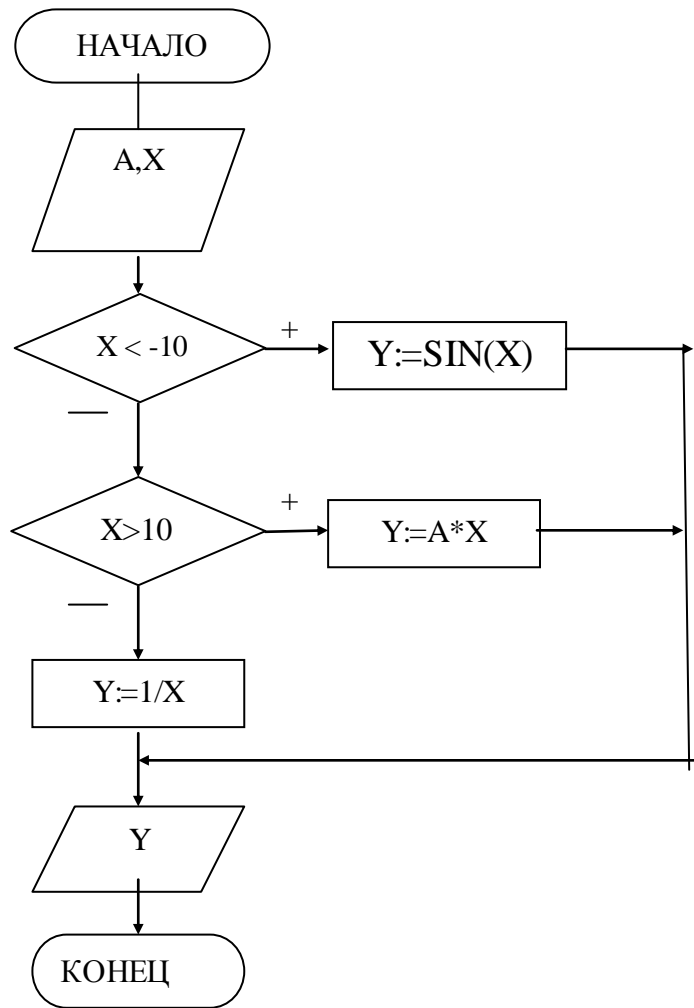 НАЧАЛО
A,X
X < -10
+
Y:=SIN(X)
—
X>10
+
Y:=A*X
—
Y:=1/X
Y
КОНЕЦ